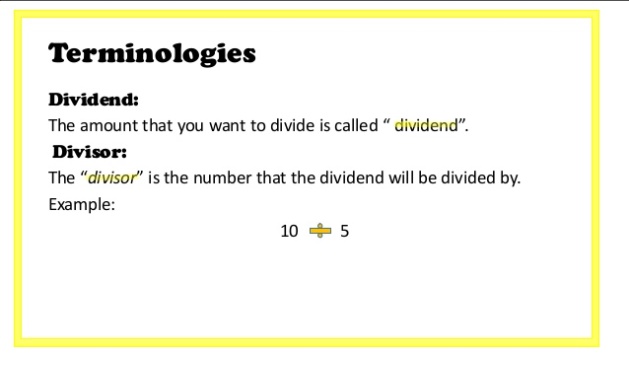 Terminologies
Dividend:
The amount that you want to divide is called “ dividend”.
Divisor:
The “divisor” is the number that the dividend will be divided by.
Example:
10 ÷ 5